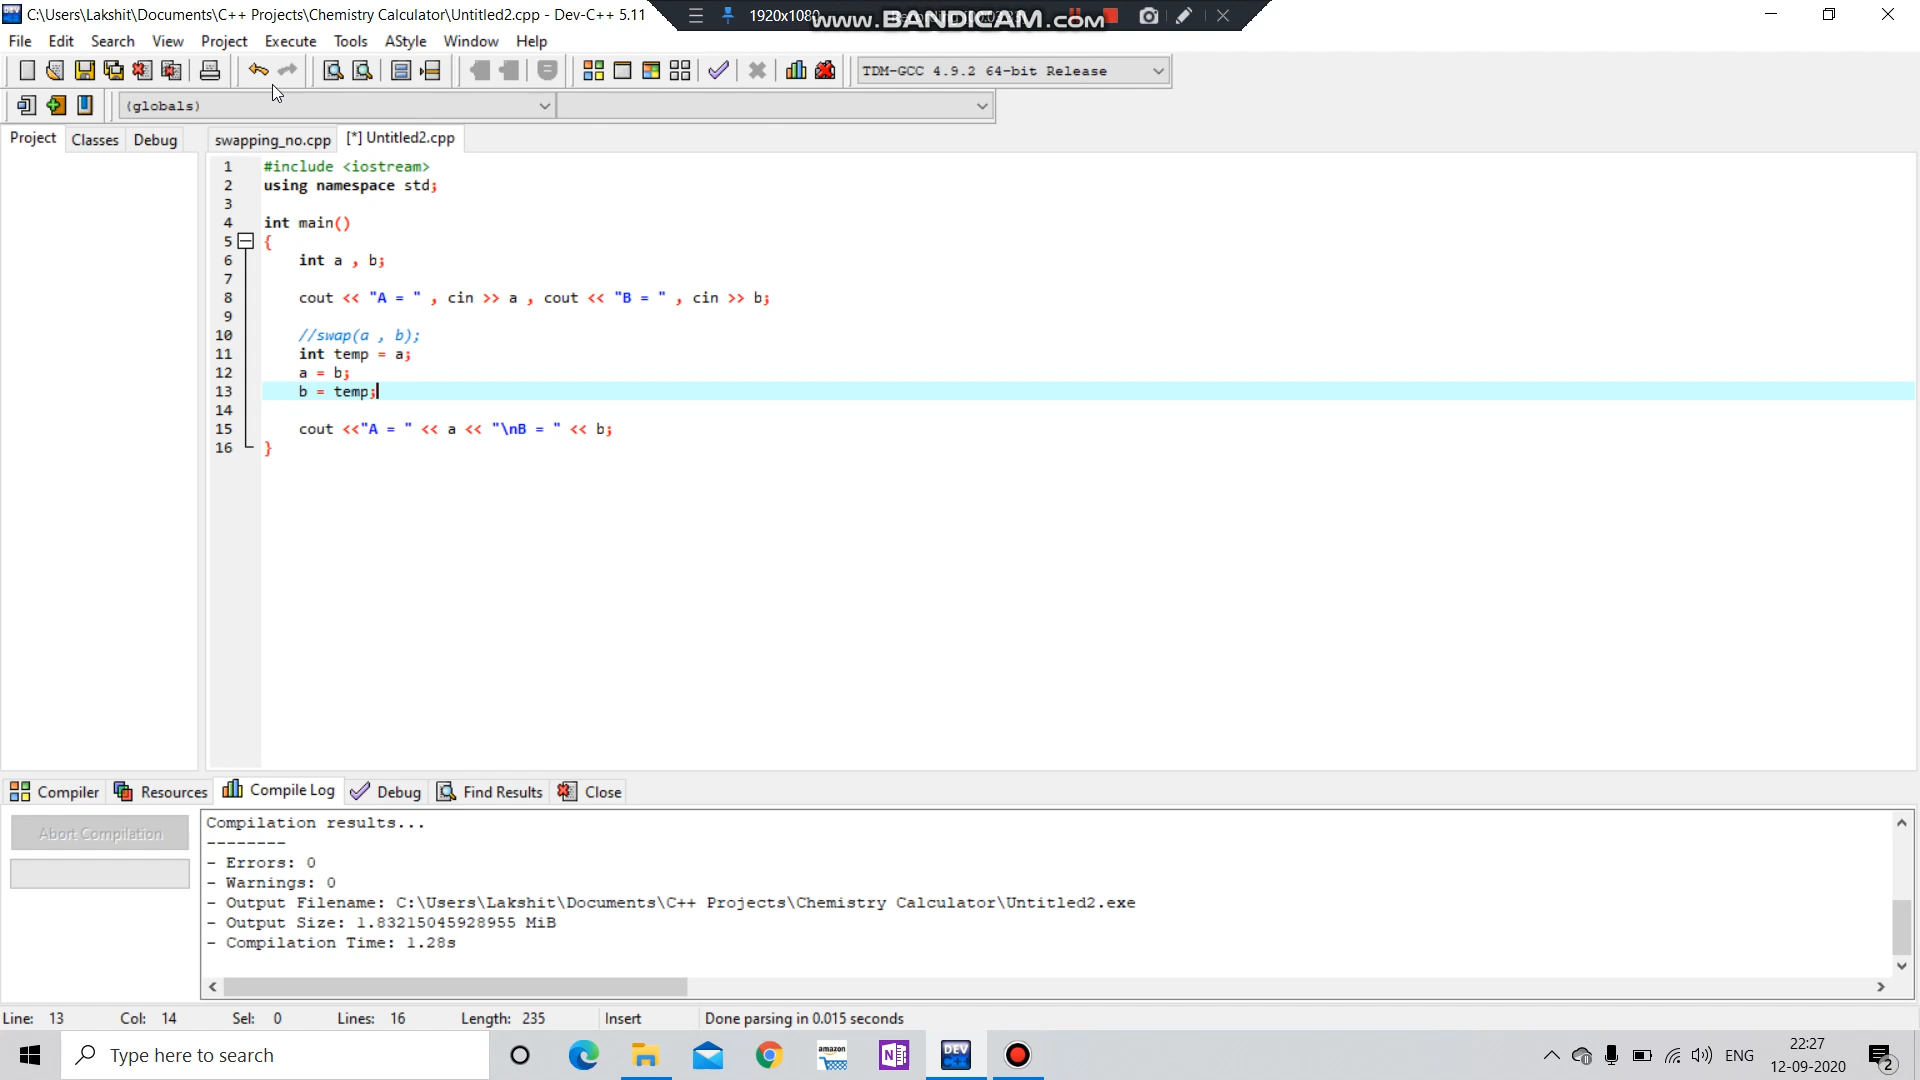 C:\Users\Lakshit\Documents\C++ Projects\Chemistry Calculator\Untitled2.cpp - Dev-C++ 5.11
1920x1080
www.BANDICAM.com
File Edit Search View Project Execute Tools AStyle Window Help
TDM-GCC 4.9.2 64-bit Release
(globals)
Project Classes Debug swapping_no.cpp [*] Untitled2.cpp
1 #include <iostream>
2 using namespace std;
3
4 int main()
5 {
6 int a , b;
7
8 cout << "A = " , cin >> a , cout << "B = " , cin >> b;
9
10 //swap(a , b);
11 int temp = a;
12 a = b;
13 b = temp;
14
15 cout <<"A = " << a << "\nB = " << b;
16 }
Compiler Resources Compile Log Debug Find Results Close
Abort Compilation
Compilation results...
--------
- Errors: 0
- Warnings: 0
- Output Filename: C:\Users\Lakshit\Documents\C++ Projects\Chemistry Calculator\Untitled2.exe
- Output Size: 1.83215045928955 MiB
- Compilation Time: 1.28s
Line: 13 Col: 14 Sel: 0 Lines: 16 Length: 235 Insert Done parsing in 0.015 seconds
Type here to search
amazon
N
DEV C++
ENG
22:27
12-09-2020
2